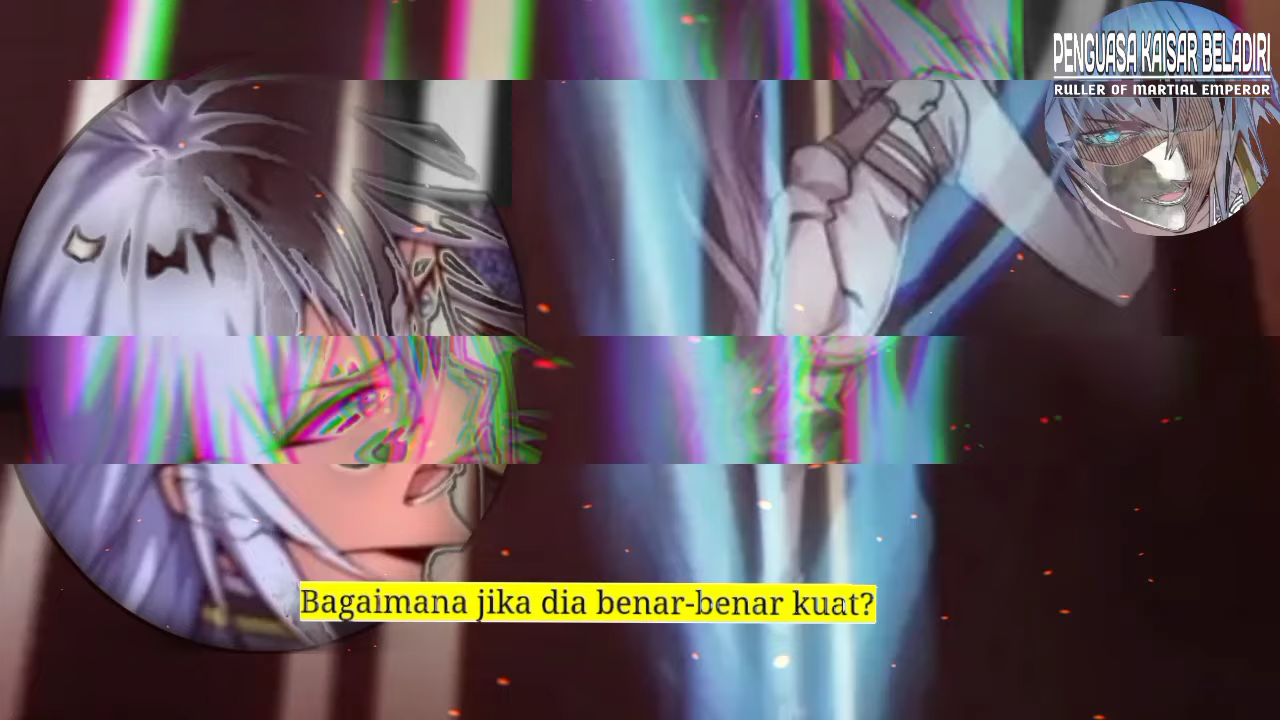 PENGUASA KAISAR BELADIRI
RULLER OF MARTIAL EMPEROR
Bagaimana jika dia benar-benar kuat?